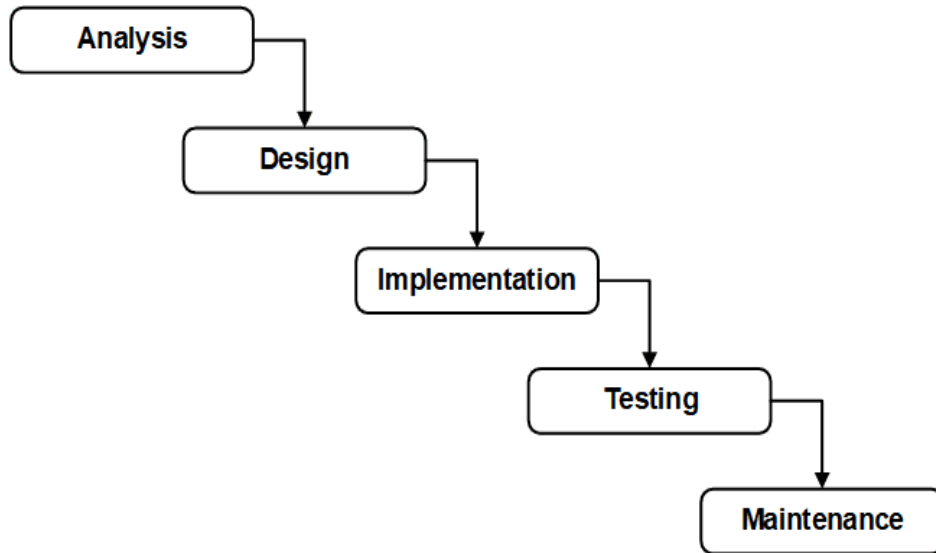 Analysis
Design
Implementation
Testing
Maintenance